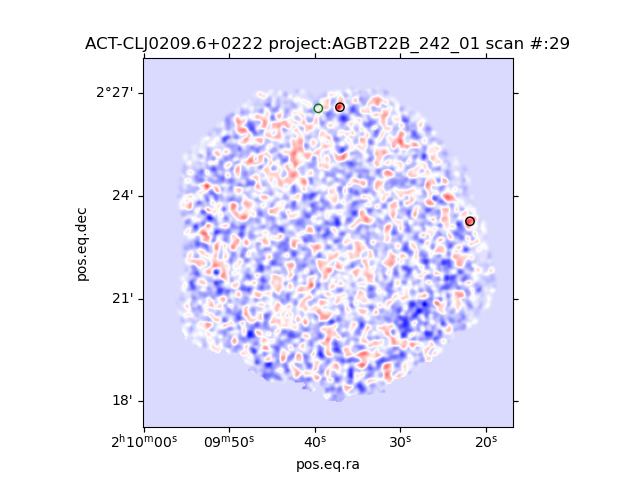 ACT-CLJ0209.6+0222 project:AGBT22B_242_01 scan #:29
2°27'
24'
21'
18'
pos.eq.dec
2ʰ10ᵐ00ˢ 09ᵐ50ˢ 40ˢ 30ˢ 20ˢ
pos.eq.ra